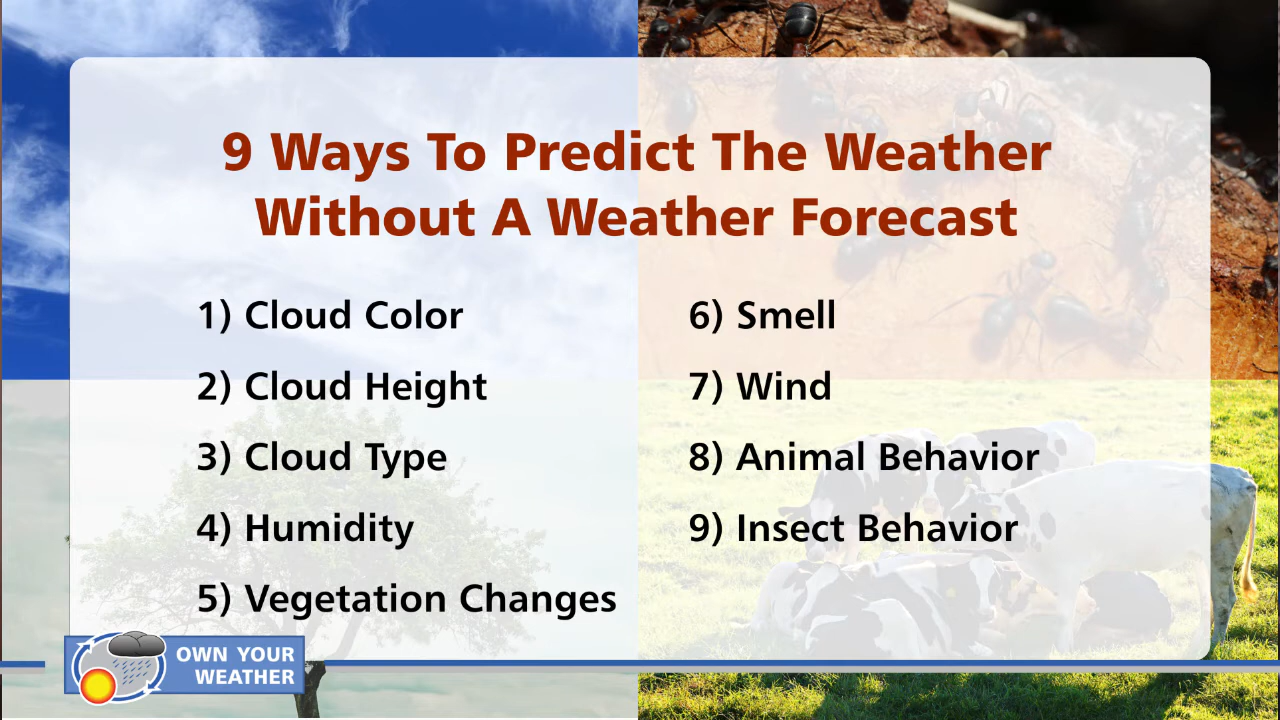 9 Ways To Predict The Weather
Without A Weather Forecast
1) Cloud Color
2) Cloud Height
3) Cloud Type
4) Humidity
5) Vegetation Changes
6) Smell
7) Wind
8) Animal Behavior
9) Insect Behavior
OWN YOUR
WEATHER